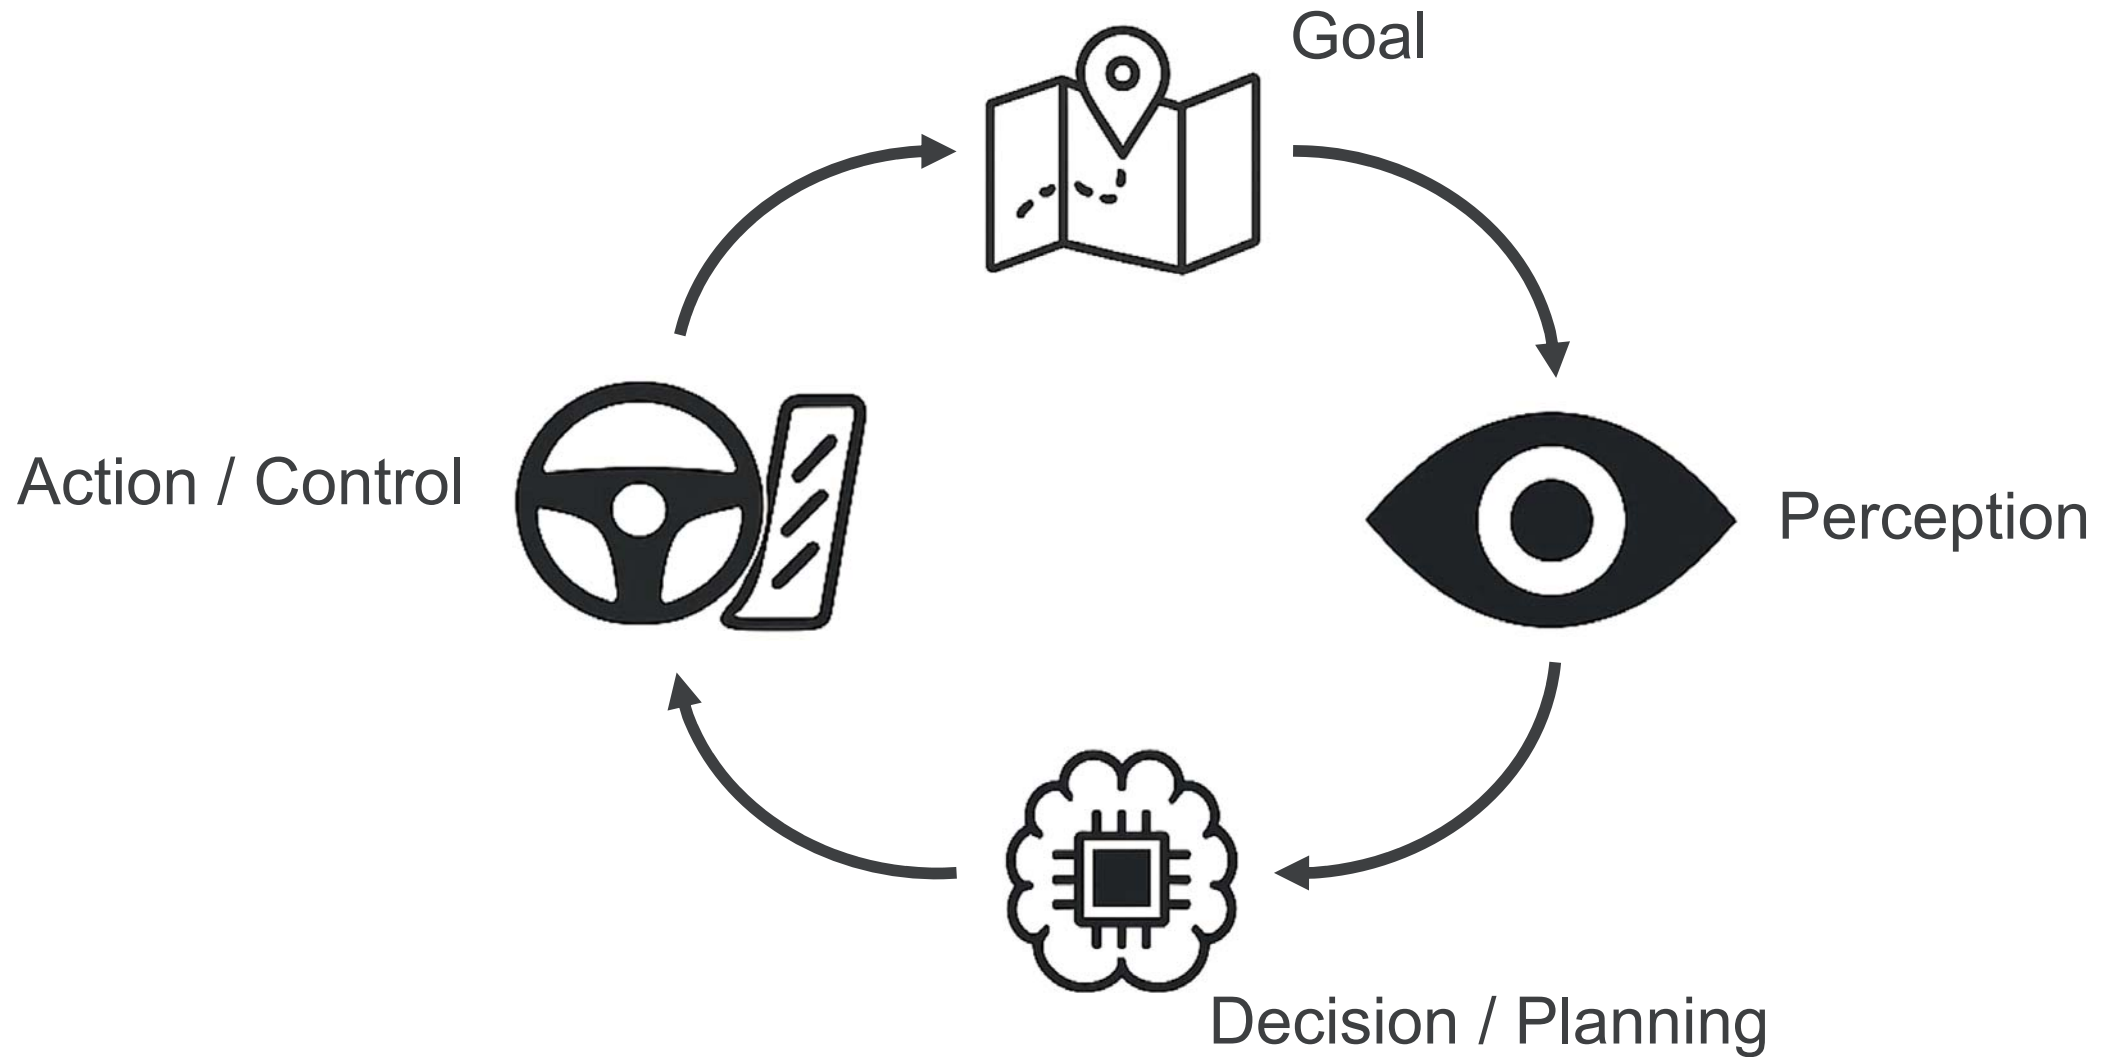 Goal
Action / Control
Perception
Decision / Planning